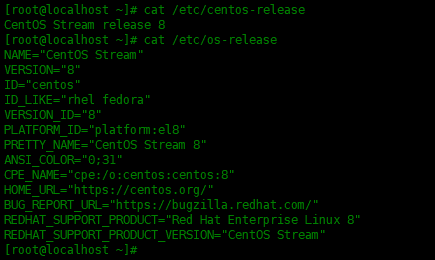 [root@localhost ~]# cat /etc/centos-release
CentOS Stream release 8
[root@localhost ~]# cat /etc/os-release
NAME="CentOS Stream"
VERSION="8"
ID="centos"
ID_LIKE="rhel fedora"
VERSION_ID="8"
PLATFORM_ID="platform:el8"
PRETTY_NAME="CentOS Stream 8"
ANSI_COLOR="0;31"
CPE_NAME="cpe:/o:centos:centos:8"
HOME_URL="https://centos.org/"
BUG_REPORT_URL="https://bugzilla.redhat.com/"
REDHAT_SUPPORT_PRODUCT="Red Hat Enterprise Linux 8"
REDHAT_SUPPORT_PRODUCT_VERSION="CentOS Stream"
[root@localhost ~]#